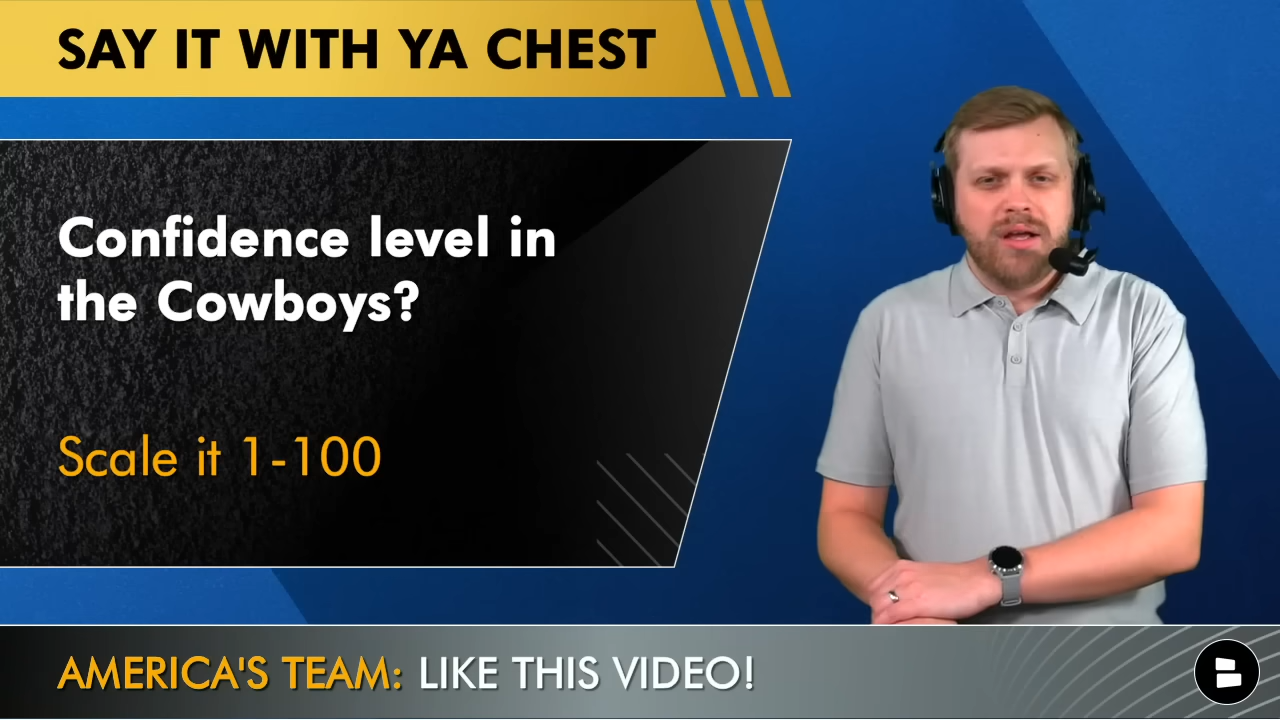 SAY IT WITH YA CHEST
Confidence level in
the Cowboys?
Scale it 1-100
AMERICA'S TEAM: LIKE THIS VIDEO!